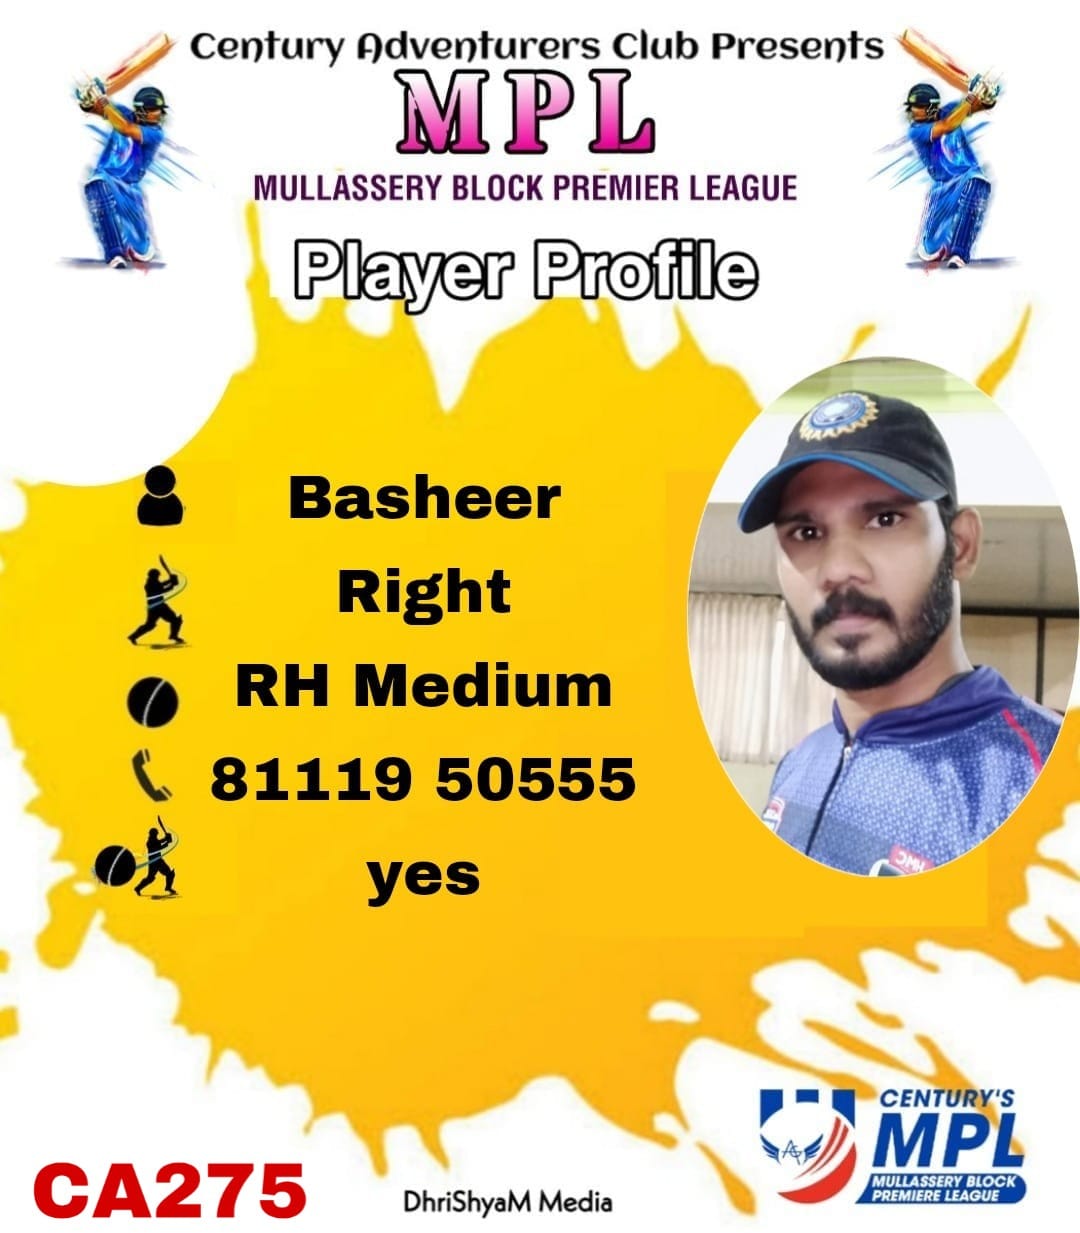 Century Adventurers Club Presents
MPL
MULLASSERY BLOCK PREMIER LEAGUE
Player Profile
Basheer
Right
RH Medium
81119 50555
yes
CENTURY'S
MPL
MULLASSERY BLOCK
PREMIERE LEAGUE
CA275
DhriShyaM Media